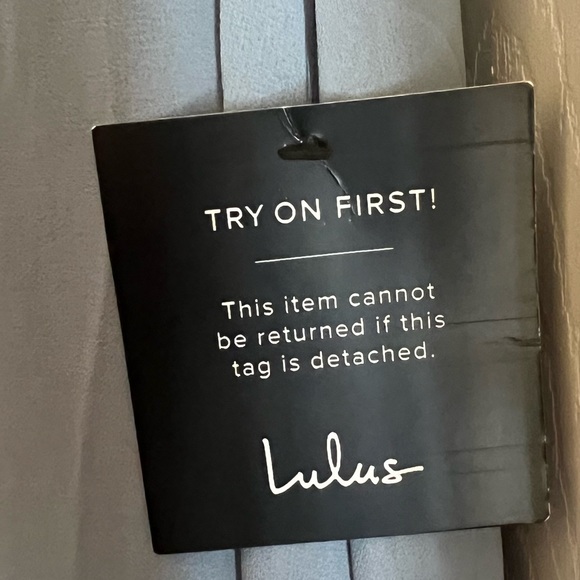 TRY ON FIRST!
This item cannot
be returned if this
tag is detached.
Lulus